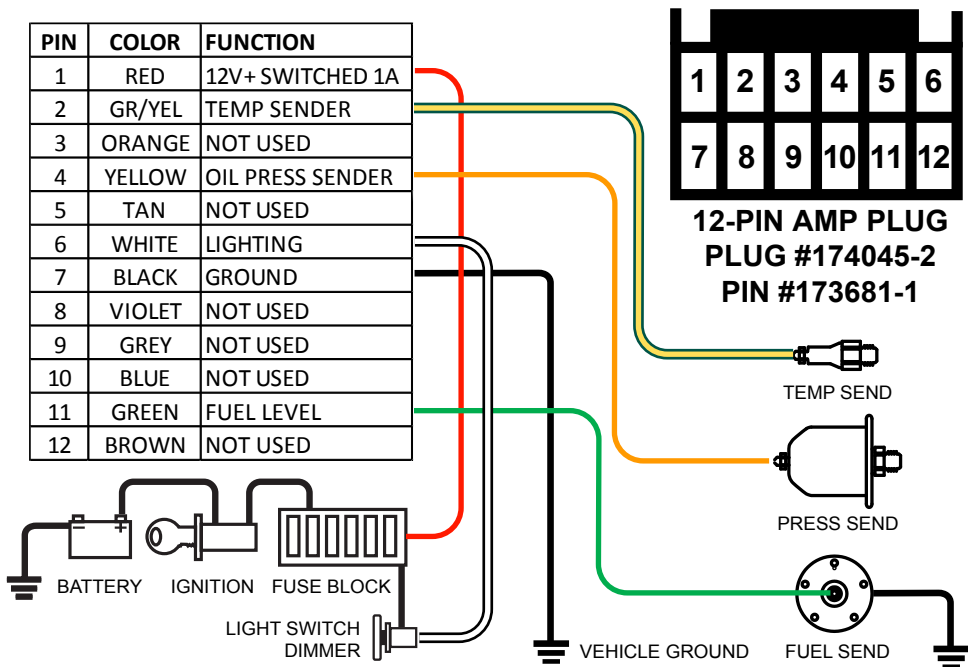 PIN COLOR FUNCTION
1 RED 12V+ SWITCHED 1A
2 GR/YEL TEMP SENDER
3 ORANGE NOT USED
4 YELLOW OIL PRESS SENDER
5 TAN NOT USED
6 WHITE LIGHTING
7 BLACK GROUND
8 VIOLET NOT USED
9 GREY NOT USED
10 BLUE NOT USED
11 GREEN FUEL LEVEL
12 BROWN NOT USED
1 2 3 4 5 6
7 8 9 10 11 12
12-PIN AMP PLUG
PLUG #174045-2
PIN #173681-1
TEMP SEND
PRESS SEND
− +
BATTERY IGNITION FUSE BLOCK
LIGHT SWITCH
DIMMER
VEHICLE GROUND FUEL SEND